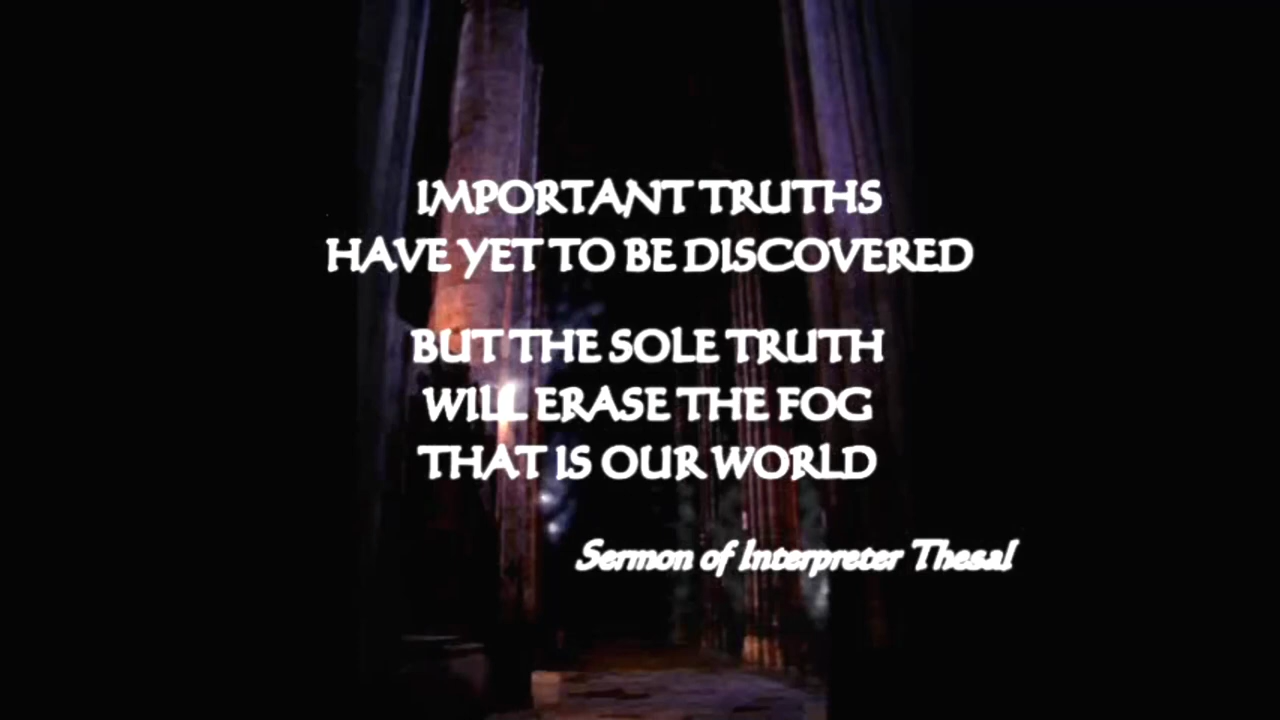 IMPORTANT TRUTHS
HAVE YET TO BE DISCOVERED
BUT THE SOLE TRUTH
WILL ERASE THE FOG
THAT IS OUR WORLD
Sermon of Interpreter Thesal